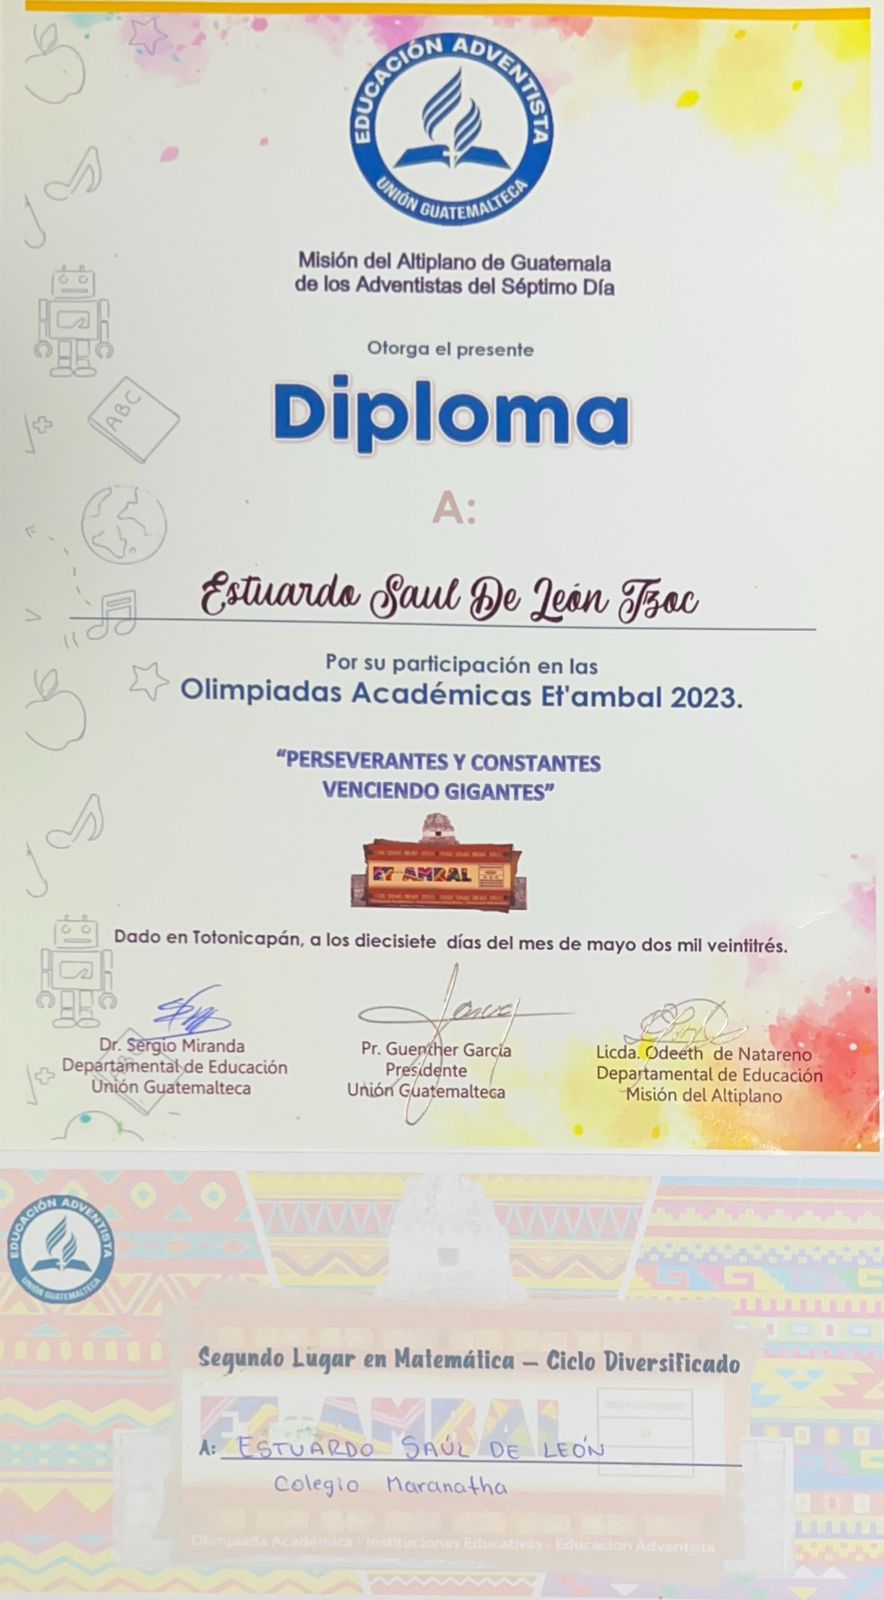 EDUCACIÓN ADVENTISTA
UNIÓN GUATEMALTECA
Misión del Altiplano de Guatemala
de los Adventistas del Séptimo Día
Otorga el presente
Diploma
A:
ABC
Estuardo Saul De León Tzoc
Por su participación en las
Olimpiadas Académicas Et'ambal 2023.
“PERSEVERANTES Y CONSTANTES
VENCIENDO GIGANTES”
ET-AMBAL
Dado en Totonicapán, a los diecisiete días del mes de mayo dos mil veintitrés.
Dr. Sergio Miranda
Departamental de Educación
Unión Guatemalteca
Pr. Guenther García
Presidente
Unión Guatemalteca
Licda. Odeeth de Natareno
Departamental de Educación
Misión del Altiplano
EDUCACIÓN ADVENTISTA
UNIÓN GUATEMALTECA
Segundo Lugar en Matemática – Ciclo Diversificado
ET-AMBAL
A: ESTUARDO SAÚL DE LEÓN
Colegio Maranatha
Olimpiada Académica - Instituciones Educativas - Educacion Adventista